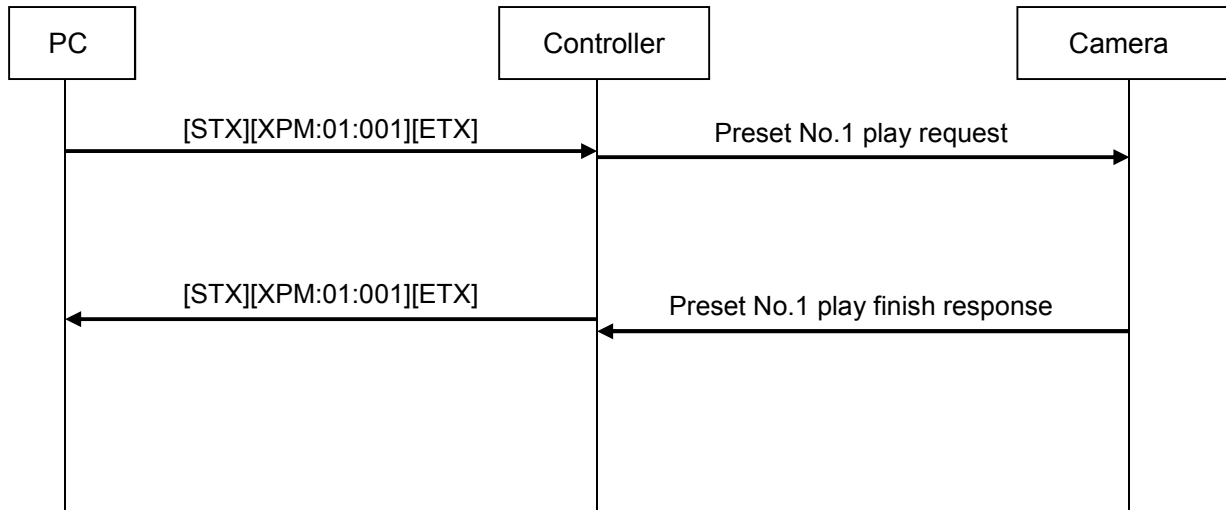 PC
Controller
Camera
[STX][XPM:01:001][ETX]
Preset No.1 play request
[STX][XPM:01:001][ETX]
Preset No.1 play finish response